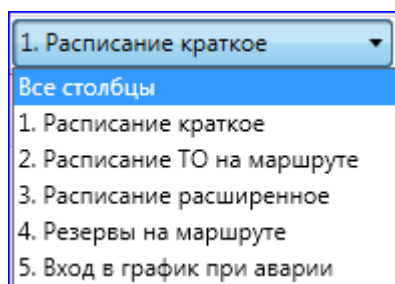 1. Расписание краткое
Все столбцы
1. Расписание краткое
2. Расписание ТО на маршруте
3. Расписание расширенное
4. Резервы на маршруте
5. Вход в график при аварии